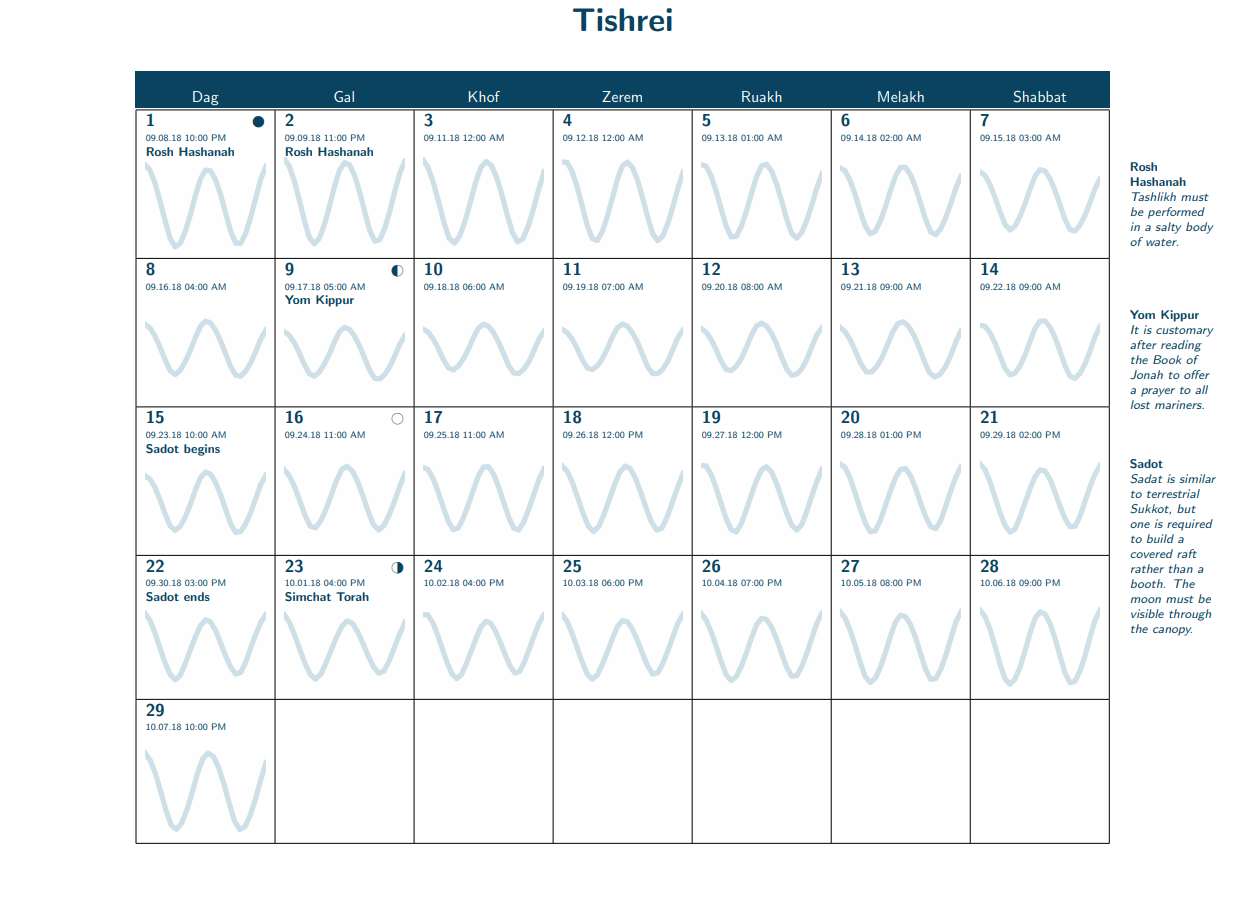 Tishrei
Dag Gal Khof Zerem Ruakh Melakh Shabbat
1 2 3 4 5 6 7
09.08.18 10:00 PM 09.09.18 11:00 PM 09.11.18 12:00 AM 09.12.18 12:00 AM 09.13.18 01:00 AM 09.14.18 02:00 AM 09.15.18 03:00 AM
Rosh Hashanah Rosh Hashanah
Rosh
Hashanah
Tashlikh must
be performed
in a salty body
of water.
8 9 10 11 12 13 14
09.16.18 04:00 AM 09.17.18 05:00 AM 09.18.18 06:00 AM 09.19.18 07:00 AM 09.20.18 08:00 AM 09.21.18 09:00 AM 09.22.18 09:00 AM
Yom Kippur
Yom Kippur
It is customary
after reading
the Book of
Jonah to offer
a prayer to all
lost mariners.
15 16 17 18 19 20 21
09.23.18 10:00 AM 09.24.18 11:00 AM 09.25.18 11:00 AM 09.26.18 12:00 PM 09.27.18 12:00 PM 09.28.18 01:00 PM 09.29.18 02:00 PM
Sadot begins
Sadot
Sadat is similar
to terrestrial
Sukkot, but
one is required
to build a
covered raft
rather than a
booth. The
moon must be
visible through
the canopy.
22 23 24 25 26 27 28
09.30.18 03:00 PM 10.01.18 04:00 PM 10.02.18 04:00 PM 10.03.18 06:00 PM 10.04.18 07:00 PM 10.05.18 08:00 PM 10.06.18 09:00 PM
Sadot ends Simchat Torah
29
10.07.18 10:00 PM